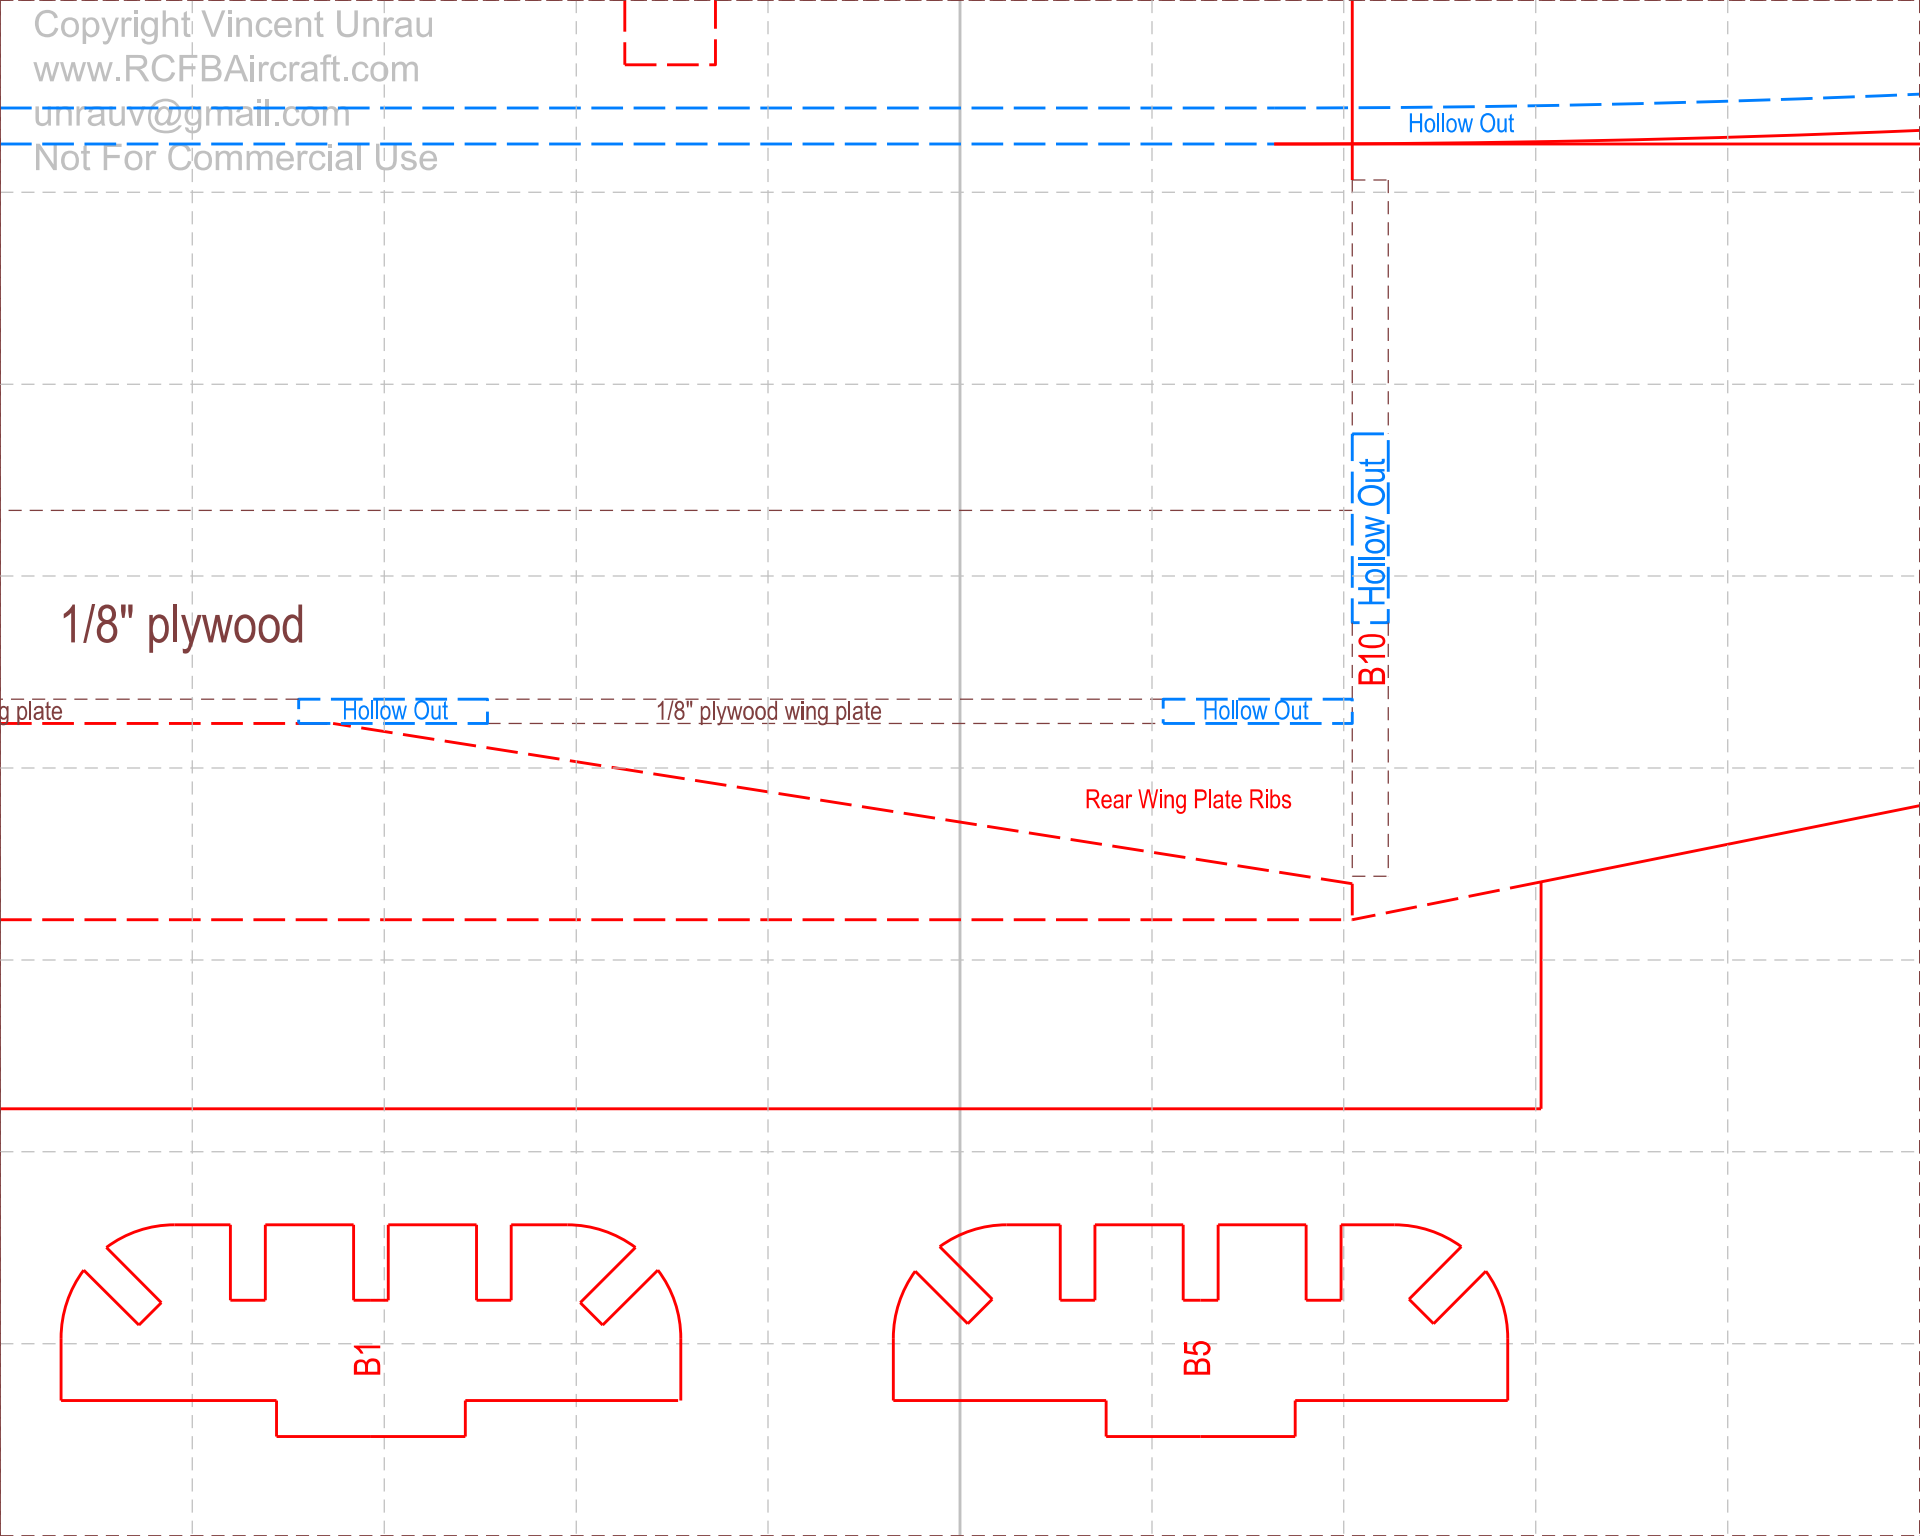 Copyright Vincent Unrau
www.RCFBAircraft.com
unrauv@gmail.com
Not For Commercial Use
Hollow Out
Hollow Out
1/8" plywood
B10
g plate
Hollow Out
1/8" plywood wing plate
Hollow Out
Rear Wing Plate Ribs
B1
B5